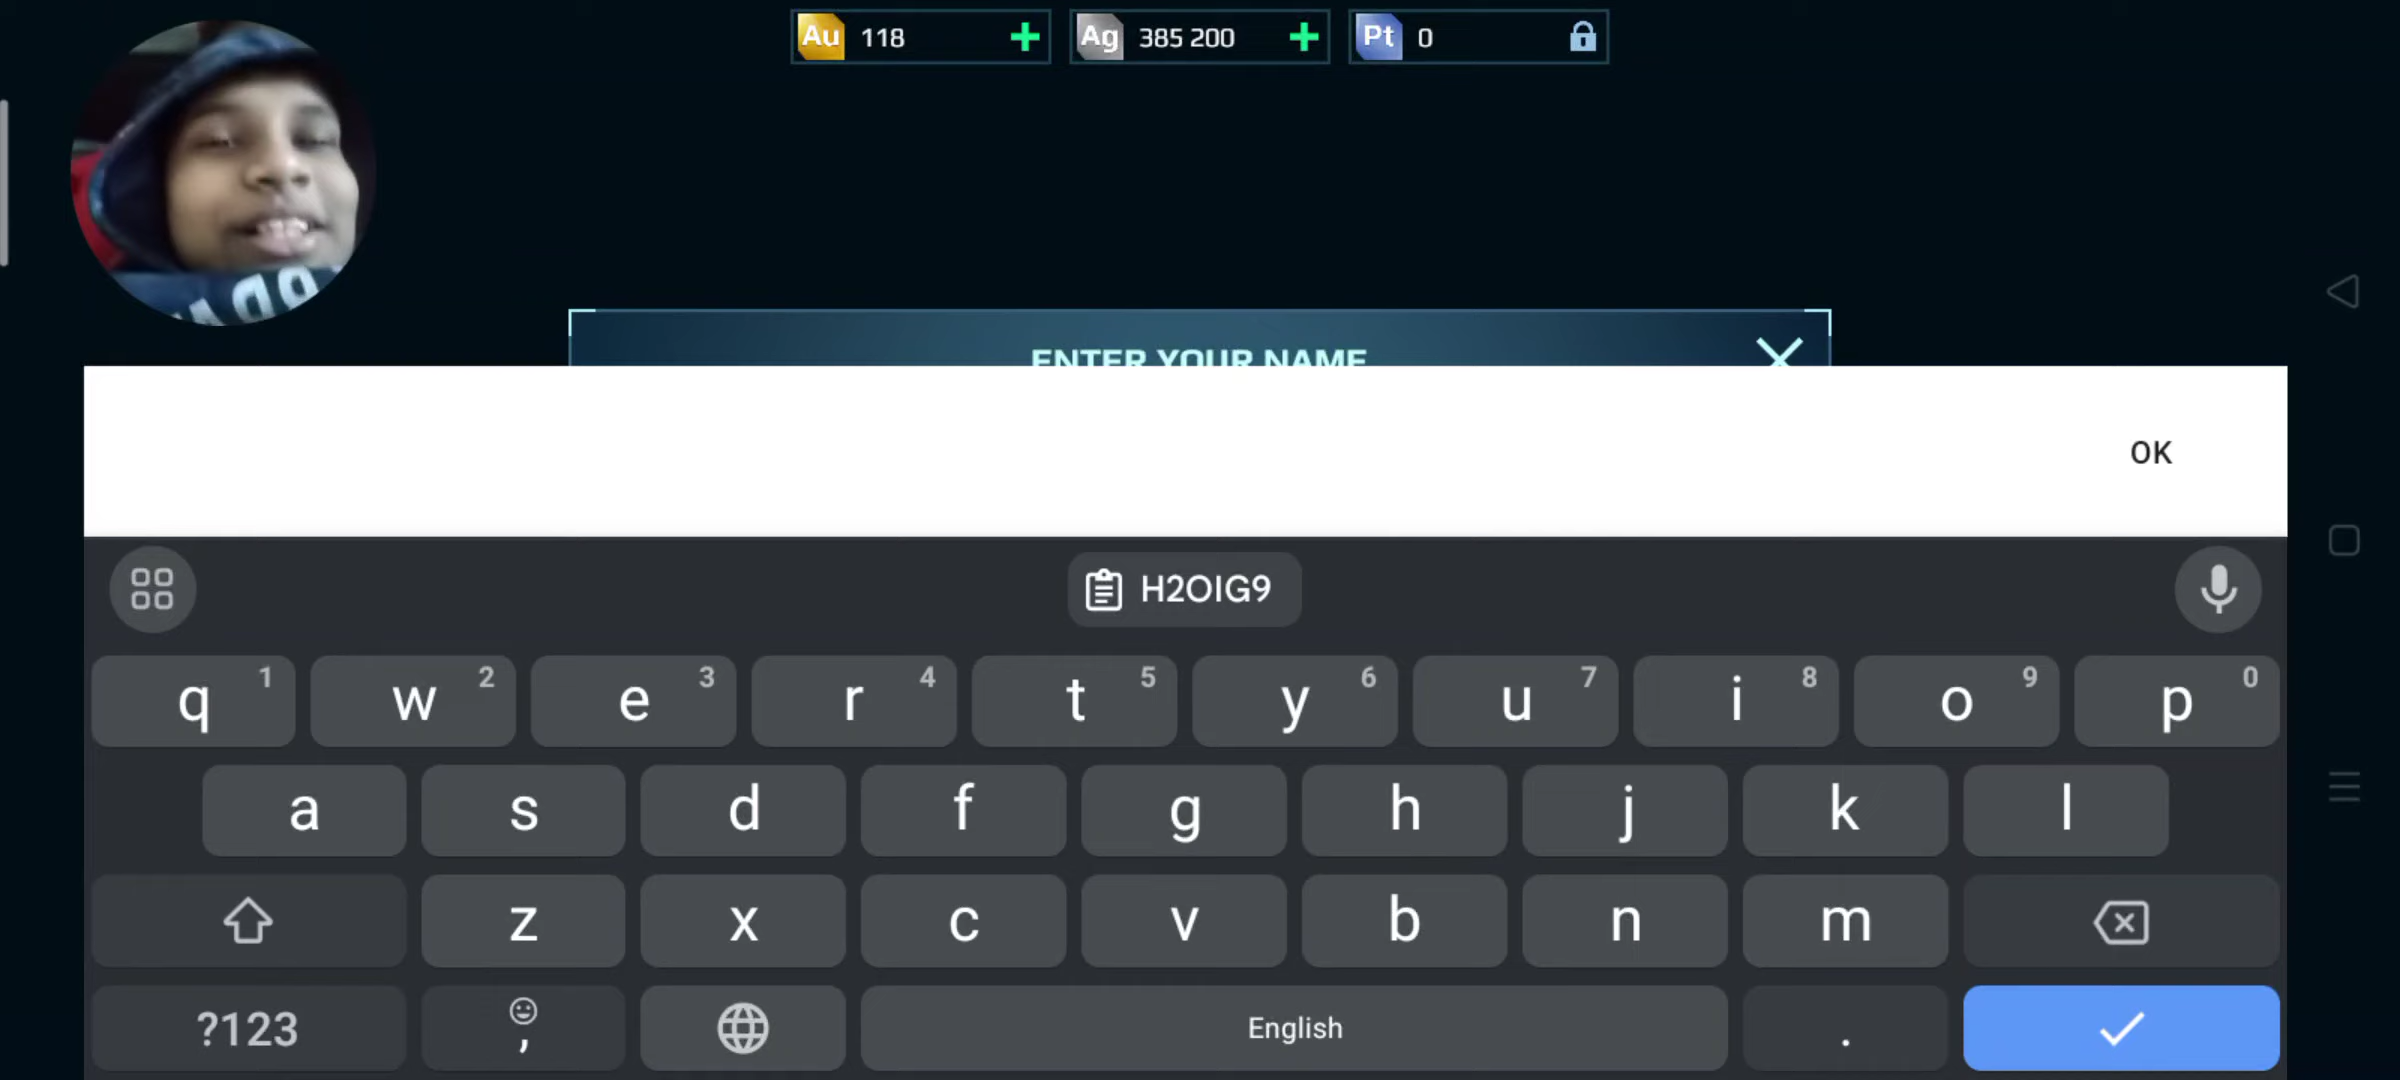 Au 118 + Ag 385 200 + Pt 0
ENTER YOUR NAME
OK
H2OIG9
q 1 w 2 e 3 r 4 t 5 y 6 u 7 i 8 o 9 p 0
a s d f g h j k l
z x c v b n m
?123 , English .